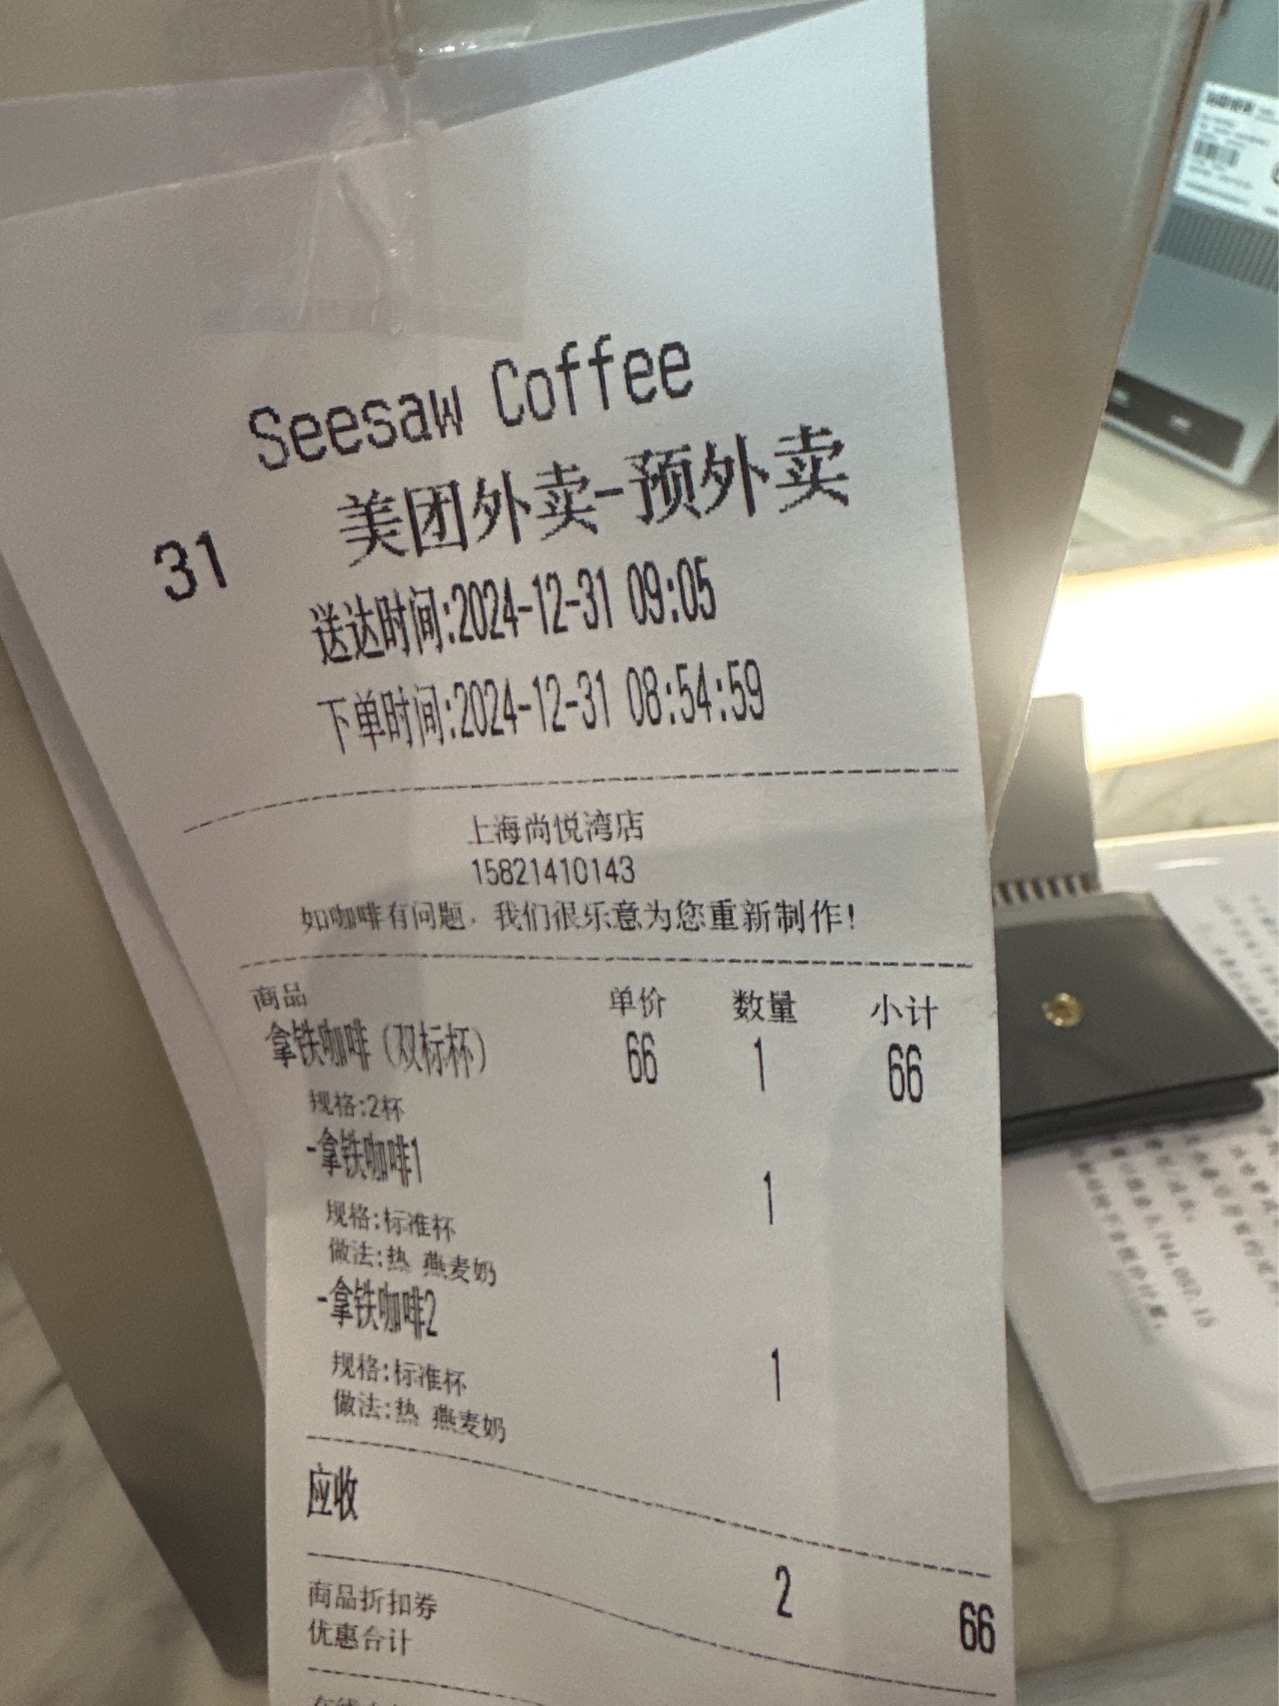 Seesaw Coffee
31 美团外卖-预外卖
送达时间:2024-12-31 09:05
下单时间:2024-12-31 08:54:59
上海尚悦湾店
15821410143
如咖啡有问题，我们很乐意为您重新制作!
商品 单价 数量 小计
拿铁咖啡（双标杯） 66 1 66
规格:2杯
-拿铁咖啡1 1
规格:标准杯
做法:热 燕麦奶
-拿铁咖啡2 1
规格:标准杯
做法:热 燕麦奶
应收 2 66
商品折扣券
优惠合计